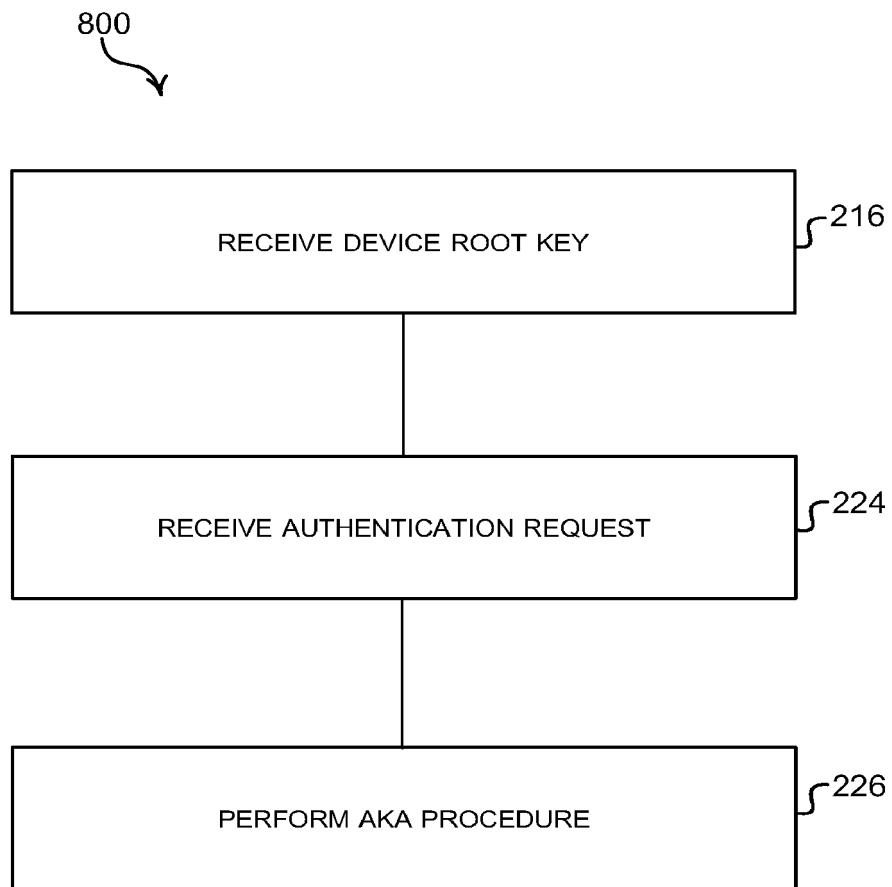 800
RECEIVE DEVICE ROOT KEY
216
RECEIVE AUTHENTICATION REQUEST
224
PERFORM AKA PROCEDURE
226